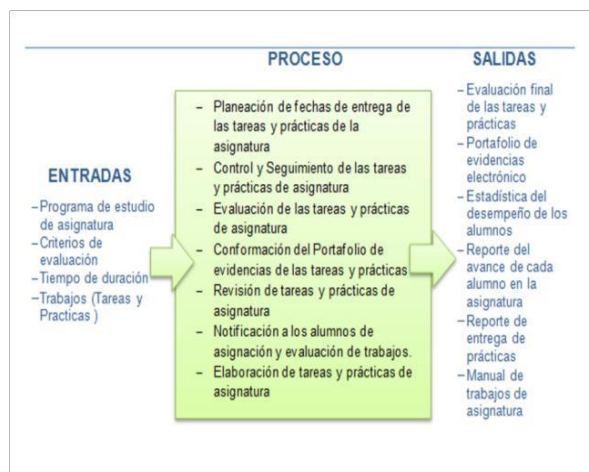 ENTRADAS
–Programa de estudio
de asignatura
–Criterios de
evaluación
–Tiempo de duración
–Trabajos (Tareas y
Practicas )
PROCESO
– Planeación de fechas de entrega de
las tareas y prácticas de la
asignatura
– Control y Seguimiento de las tareas
y prácticas de asignatura
– Evaluación de las tareas y prácticas
de asignatura
– Conformación del Portafolio de
evidencias de las tareas y prácticas
– Revisión de tareas y prácticas de
asignatura
– Notificación a los alumnos de
asignación y evaluación de trabajos.
– Elaboración de tareas y prácticas de
asignatura
SALIDAS
–Evaluación final
de las tareas y
prácticas
–Portafolio de
evidencias
electrónico
–Estadística del
desempeño de los
alumnos
–Reporte del
avance de cada
alumno en la
asignatura
–Reporte de
entrega de
prácticas
–Manual de
trabajos de
asignatura